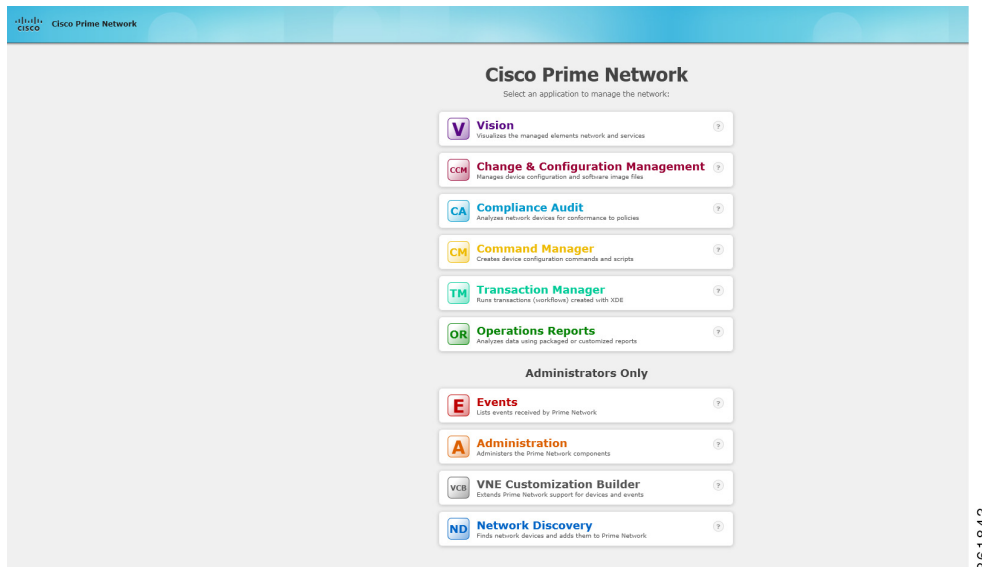 cisco Cisco Prime Network
Cisco Prime Network
Select an application to manage the network:
V Vision ?
Visualizes the managed elements network and services
CCM Change & Configuration Management ?
Manages device configuration and software image files
CA Compliance Audit ?
Analyzes network devices for conformance to policies
CM Command Manager ?
Creates device configuration commands and scripts
TM Transaction Manager ?
Runs transactions (workflows) created with XDE
OR Operations Reports ?
Analyzes data using packaged or customized reports
Administrators Only
E Events ?
Lists events received by Prime Network
A Administration ?
Administers the Prime Network components
VCB VNE Customization Builder ?
Extends Prime Network support for devices and events
ND Network Discovery ?
Finds network devices and adds them to Prime Network